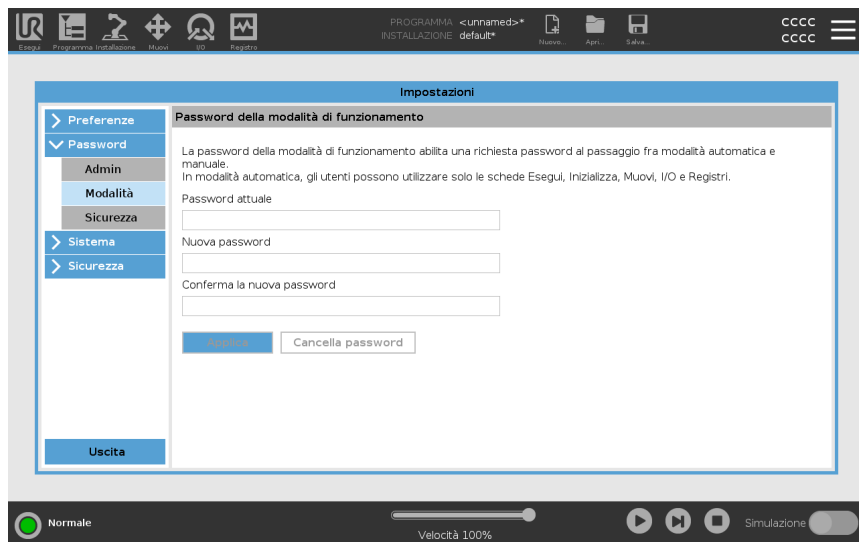 PROGRAMMA <unnamed>*
INSTALLAZIONE default*
CCCC
CCCC
Esegui Programma Installazione Muovi I/O Registro Nuovo... Apri... Salva...
Impostazioni
Preferenze
Password
Admin
Modalità
Sicurezza
Sistema
Sicurezza
Uscita
Password della modalità di funzionamento
La password della modalità di funzionamento abilita una richiesta password al passaggio fra modalità automatica e
manuale.
In modalità automatica, gli utenti possono utilizzare solo le schede Esegui, Inizializza, Muovi, I/O e Registri.
Password attuale
Nuova password
Conferma la nuova password
Applica Cancella password
Normale
Velocità 100%
Simulazione